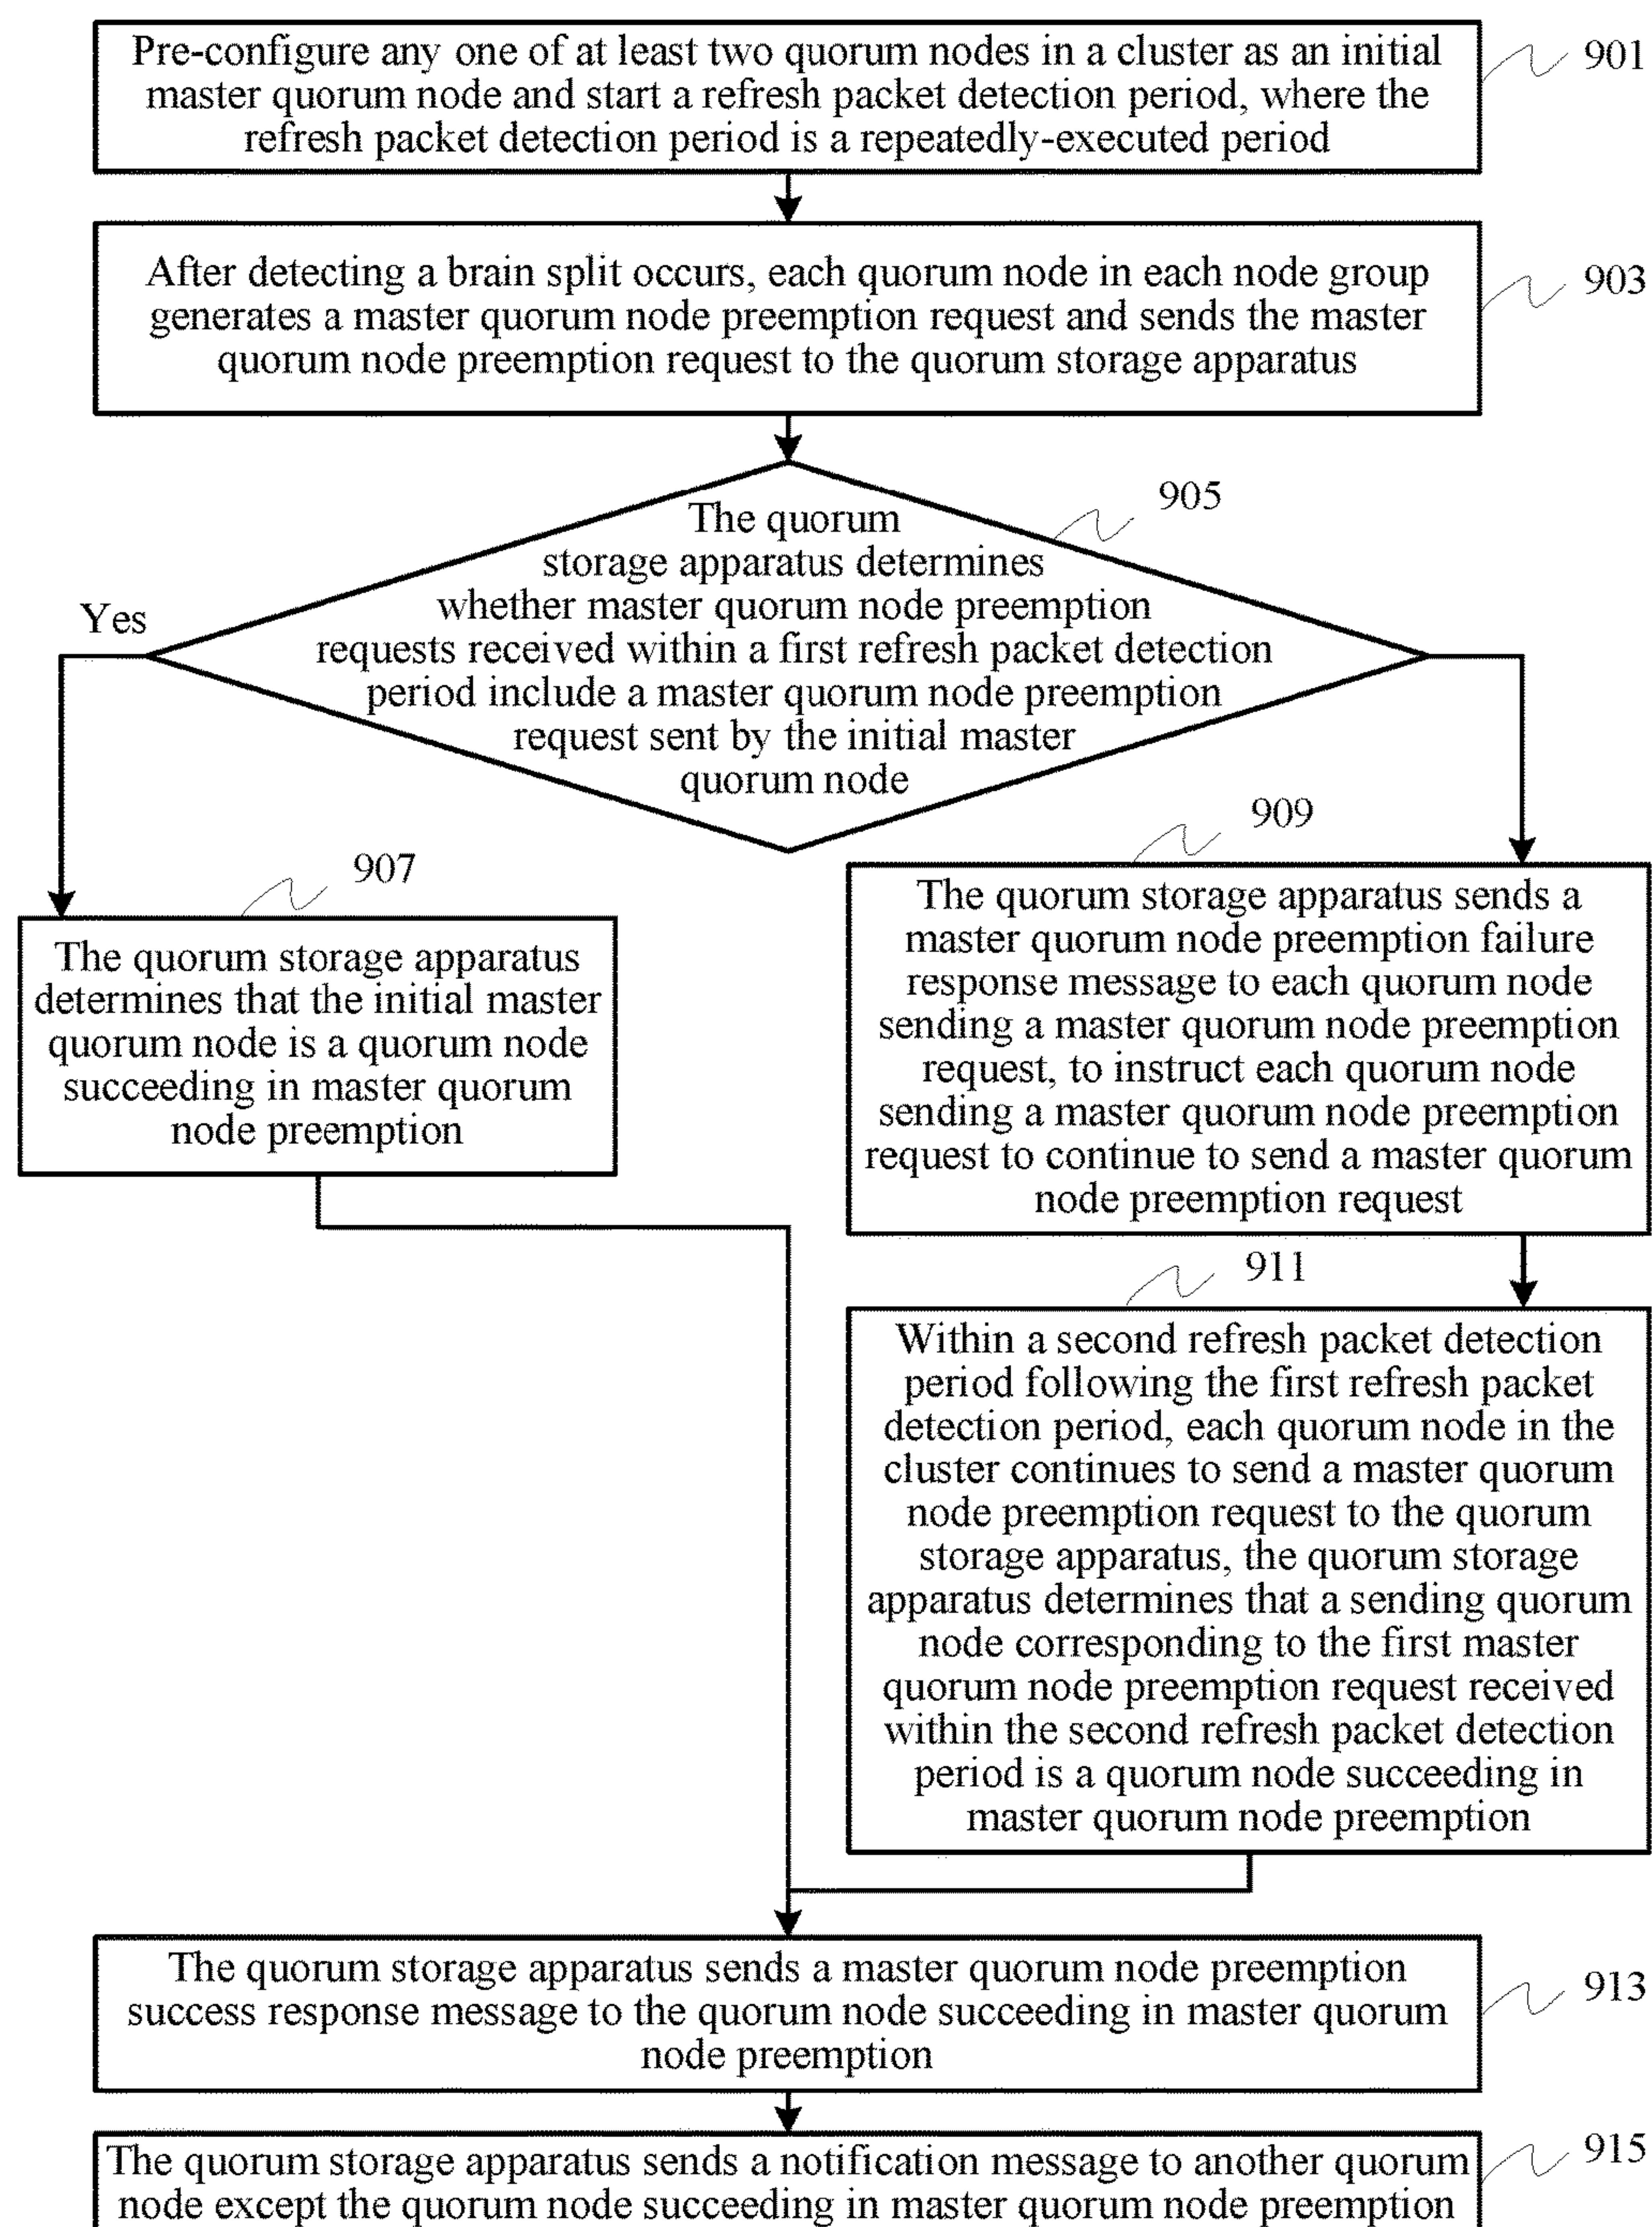 Pre-configure any one of at least two quorum nodes in a cluster as an initial
master quorum node and start a refresh packet detection period, where the
refresh packet detection period is a repeatedly-executed period
901
After detecting a brain split occurs, each quorum node in each node group
generates a master quorum node preemption request and sends the master
quorum node preemption request to the quorum storage apparatus
903
905
The quorum
storage apparatus determines
whether master quorum node preemption
requests received within a first refresh packet detection
period include a master quorum node preemption
request sent by the initial master
quorum node
Yes
907
The quorum storage apparatus
determines that the initial master
quorum node is a quorum node
succeeding in master quorum
node preemption
909
The quorum storage apparatus sends a
master quorum node preemption failure
response message to each quorum node
sending a master quorum node preemption
request, to instruct each quorum node
sending a master quorum node preemption
request to continue to send a master quorum
node preemption request
911
Within a second refresh packet detection
period following the first refresh packet
detection period, each quorum node in the
cluster continues to send a master quorum
node preemption request to the quorum
storage apparatus, the quorum storage
apparatus determines that a sending quorum
node corresponding to the first master
quorum node preemption request received
within the second refresh packet detection
period is a quorum node succeeding in
master quorum node preemption
The quorum storage apparatus sends a master quorum node preemption
success response message to the quorum node succeeding in master quorum
node preemption
913
The quorum storage apparatus sends a notification message to another quorum
node except the quorum node succeeding in master quorum node preemption
915